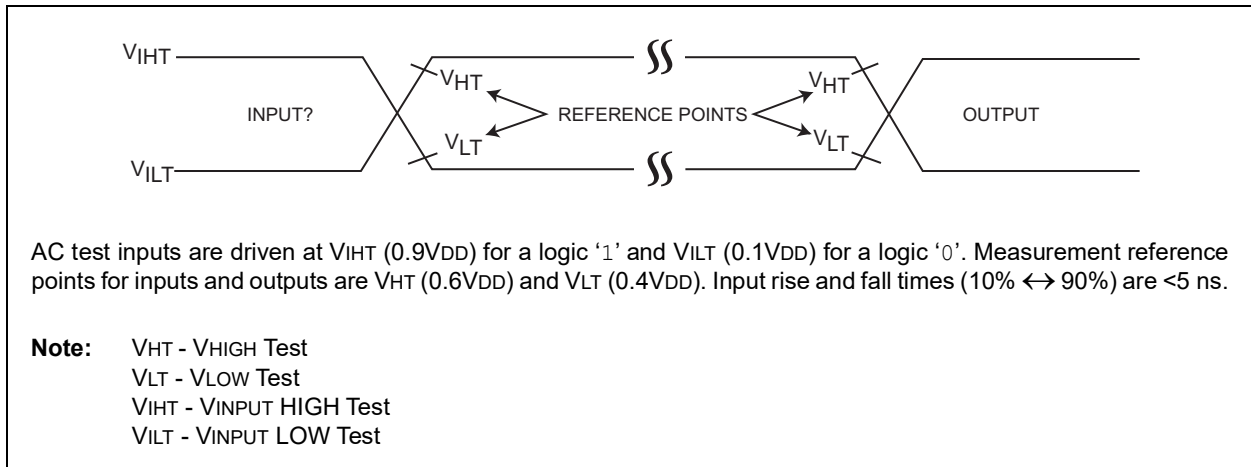 VIHT
VHT
VHT
INPUT?
REFERENCE POINTS
OUTPUT
VLT
VLT
VILT
AC test inputs are driven at VIHT (0.9VDD) for a logic ‘1’ and VILT (0.1VDD) for a logic ‘0’. Measurement reference
points for inputs and outputs are VHT (0.6VDD) and VLT (0.4VDD). Input rise and fall times (10% ↔ 90%) are <5 ns.
Note: VHT - VHIGH Test
VLT - VLOW Test
VIHT - VINPUT HIGH Test
VILT - VINPUT LOW Test